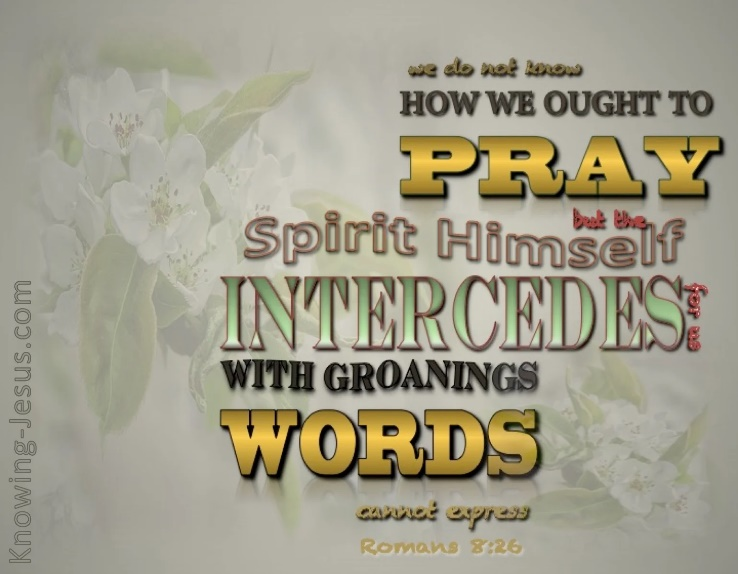 we do not know
HOW WE OUGHT TO
PRAY
but the
Spirit Himself
INTERCEDES
for us
WITH GROANINGS
WORDS
cannot express
Romans 8:26
Knowing-Jesus.com